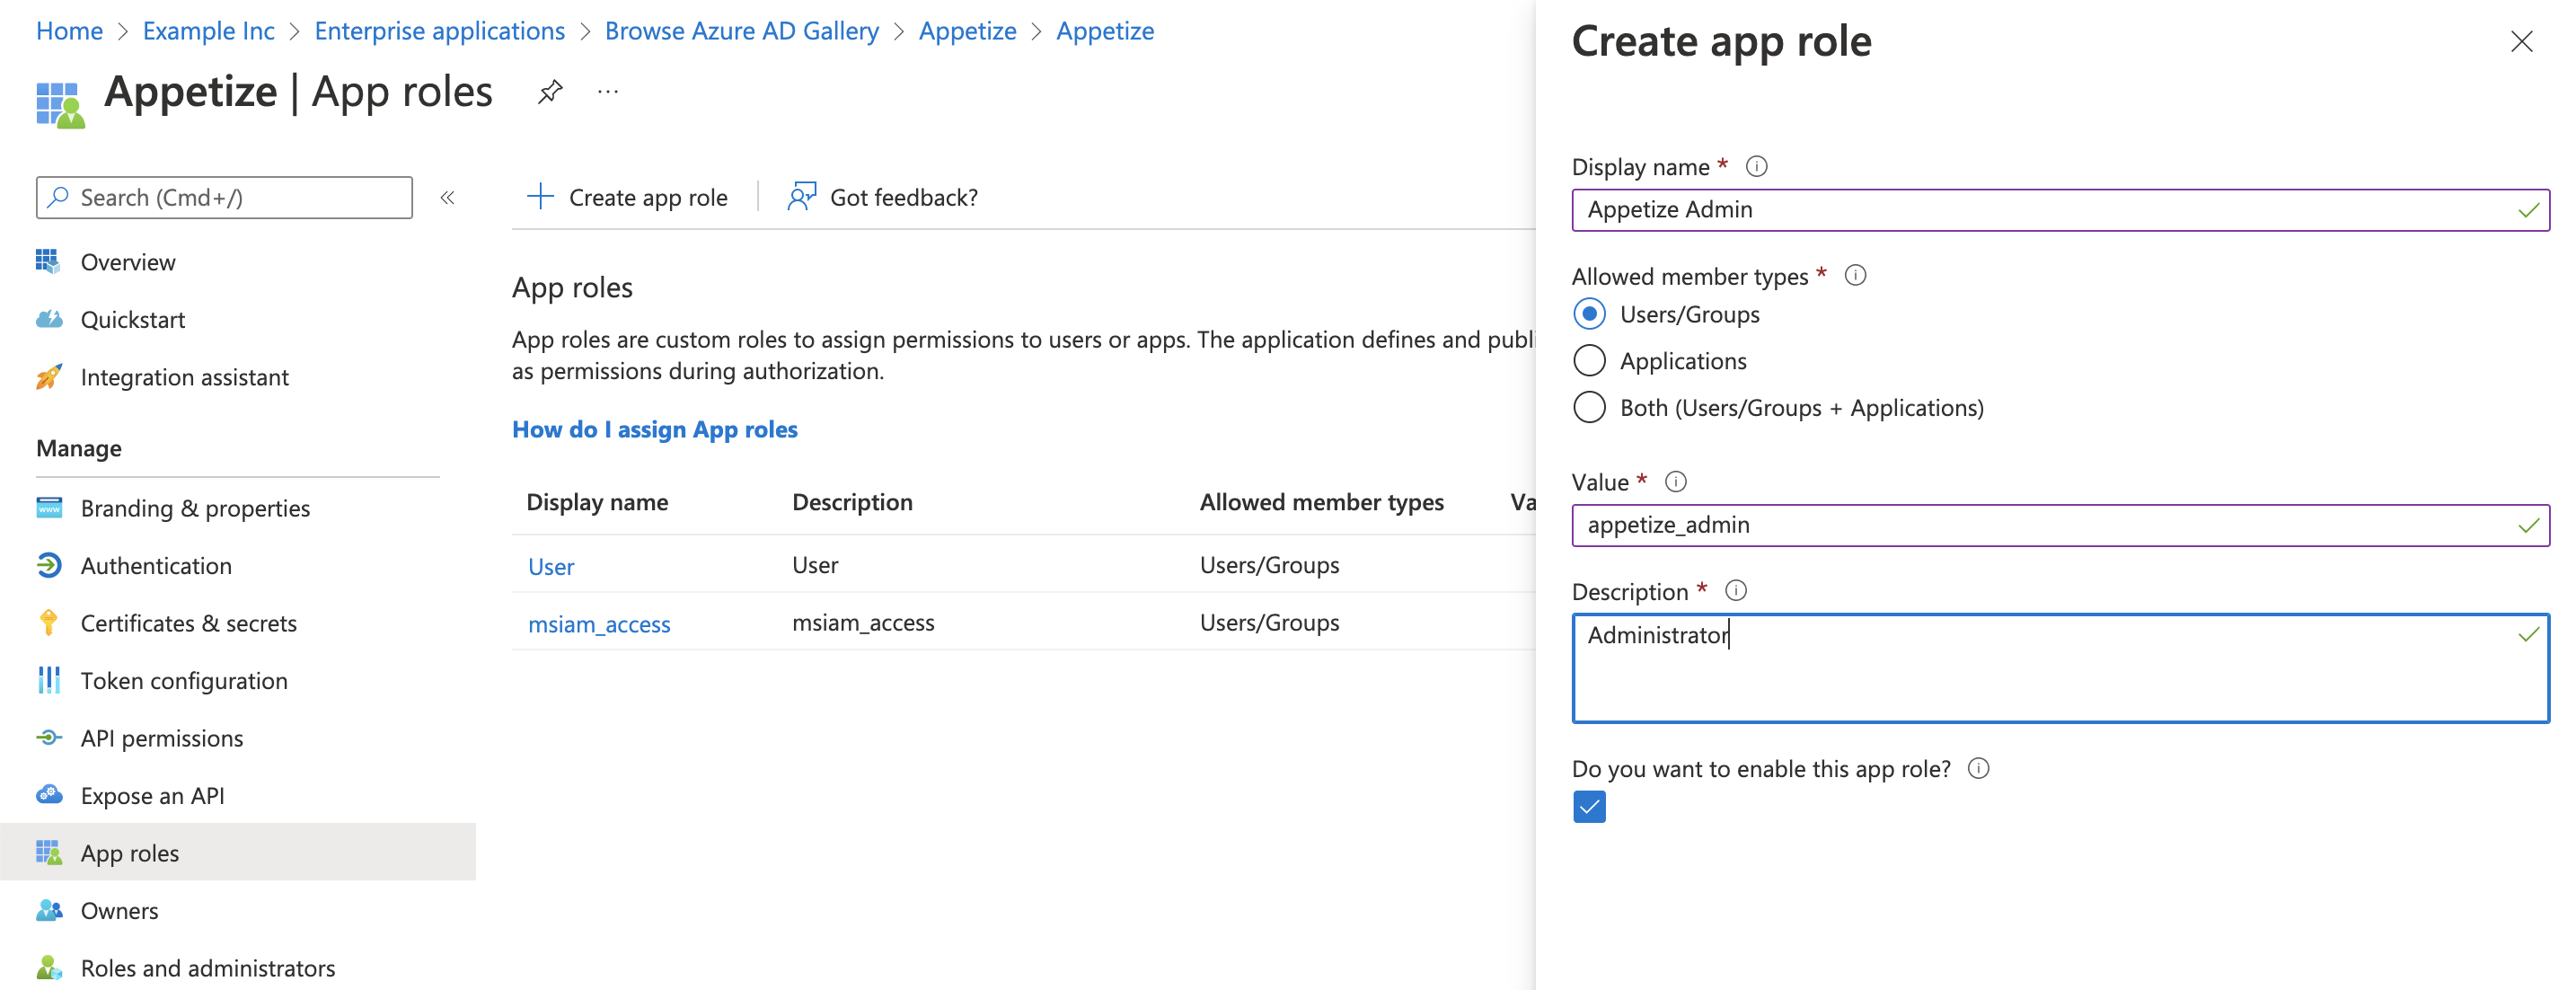 Home > Example Inc > Enterprise applications > Browse Azure AD Gallery > Appetize > Appetize
Appetize | App roles
Search (Cmd+/)
Overview
Quickstart
Integration assistant
Manage
Branding & properties
Authentication
Certificates & secrets
Token configuration
API permissions
Expose an API
App roles
Owners
Roles and administrators
Create app role
Got feedback?
App roles
App roles are custom roles to assign permissions to users or apps. The application defines and publi
as permissions during authorization.
How do I assign App roles
Display name Description Allowed member types Va
User User Users/Groups
msiam_access msiam_access Users/Groups
Create app role
Display name *
Appetize Admin
Allowed member types *
Users/Groups
Applications
Both (Users/Groups + Applications)
Value *
appetize_admin
Description *
Administrator
Do you want to enable this app role?